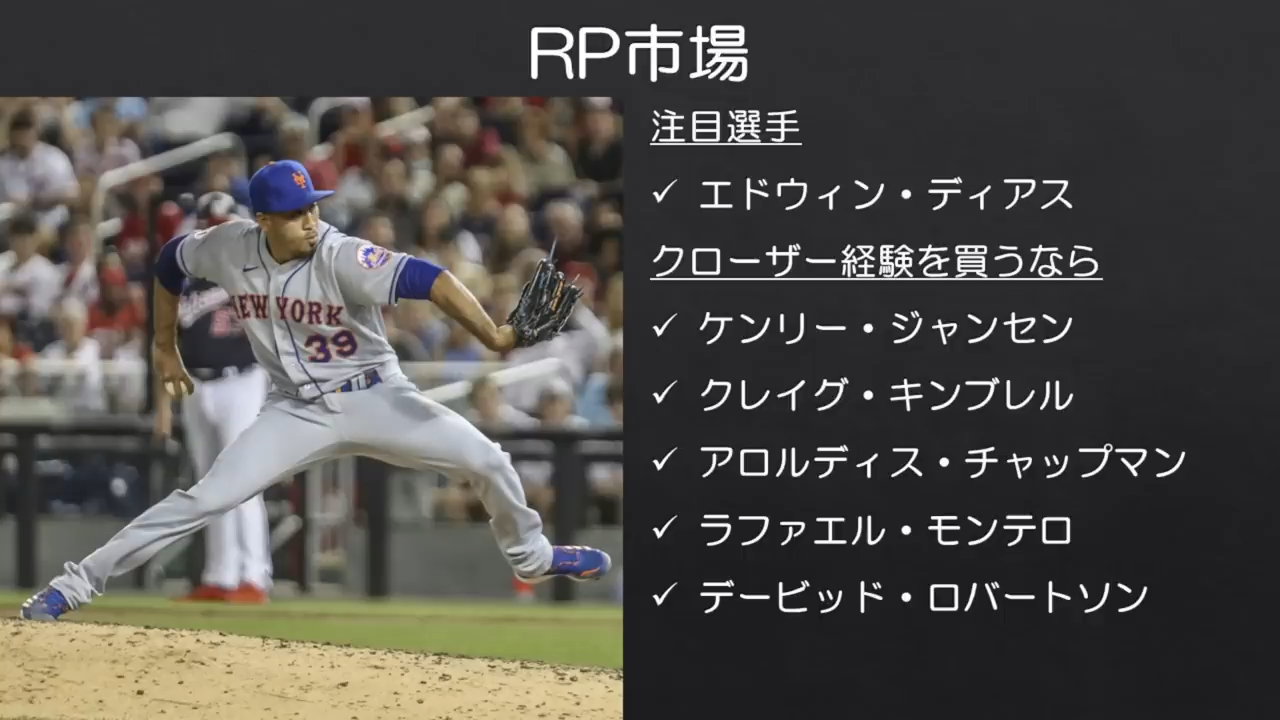 RP市場
注目選手
✓ エドウィン・ディアス
クローザー経験を買うなら
✓ ケンリー・ジャンセン
✓ クレイグ・キンブレル
✓ アロルディス・チャップマン
✓ ラファエル・モンテロ
✓ デービッド・ロバートソン
NEW YORK
39